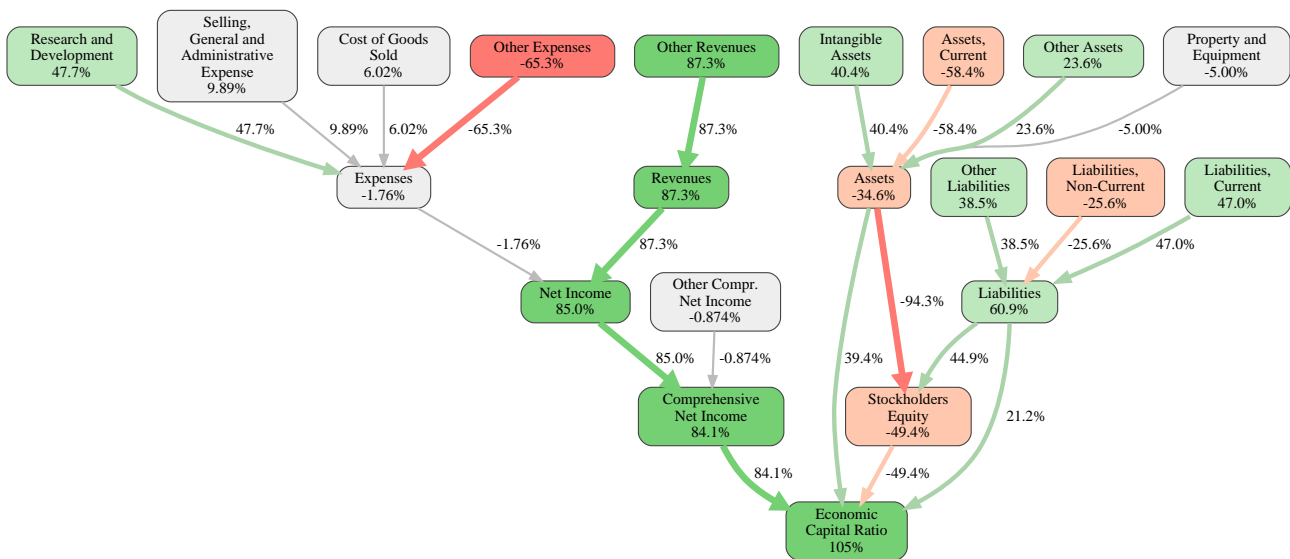 Research and
Development
47.7%
Selling,
General and
Administrative
Expense
9.89%
Cost of Goods
Sold
6.02%
Other Expenses
-65.3%
Other Revenues
87.3%
Intangible
Assets
40.4%
Assets,
Current
-58.4%
Other Assets
23.6%
Property and
Equipment
-5.00%
47.7%
9.89%
6.02%
-65.3%
87.3%
40.4%
-58.4%
23.6%
-5.00%
Expenses
-1.76%
Revenues
87.3%
Assets
-34.6%
Other
Liabilities
38.5%
Liabilities,
Non-Current
-25.6%
Liabilities,
Current
47.0%
-1.76%
87.3%
38.5%
-25.6%
47.0%
Net Income
85.0%
Other Compr.
Net Income
-0.874%
-94.3%
Liabilities
60.9%
85.0%
-0.874%
39.4%
44.9%
Comprehensive
Net Income
84.1%
Stockholders
Equity
-49.4%
21.2%
84.1%
-49.4%
Economic
Capital Ratio
105%